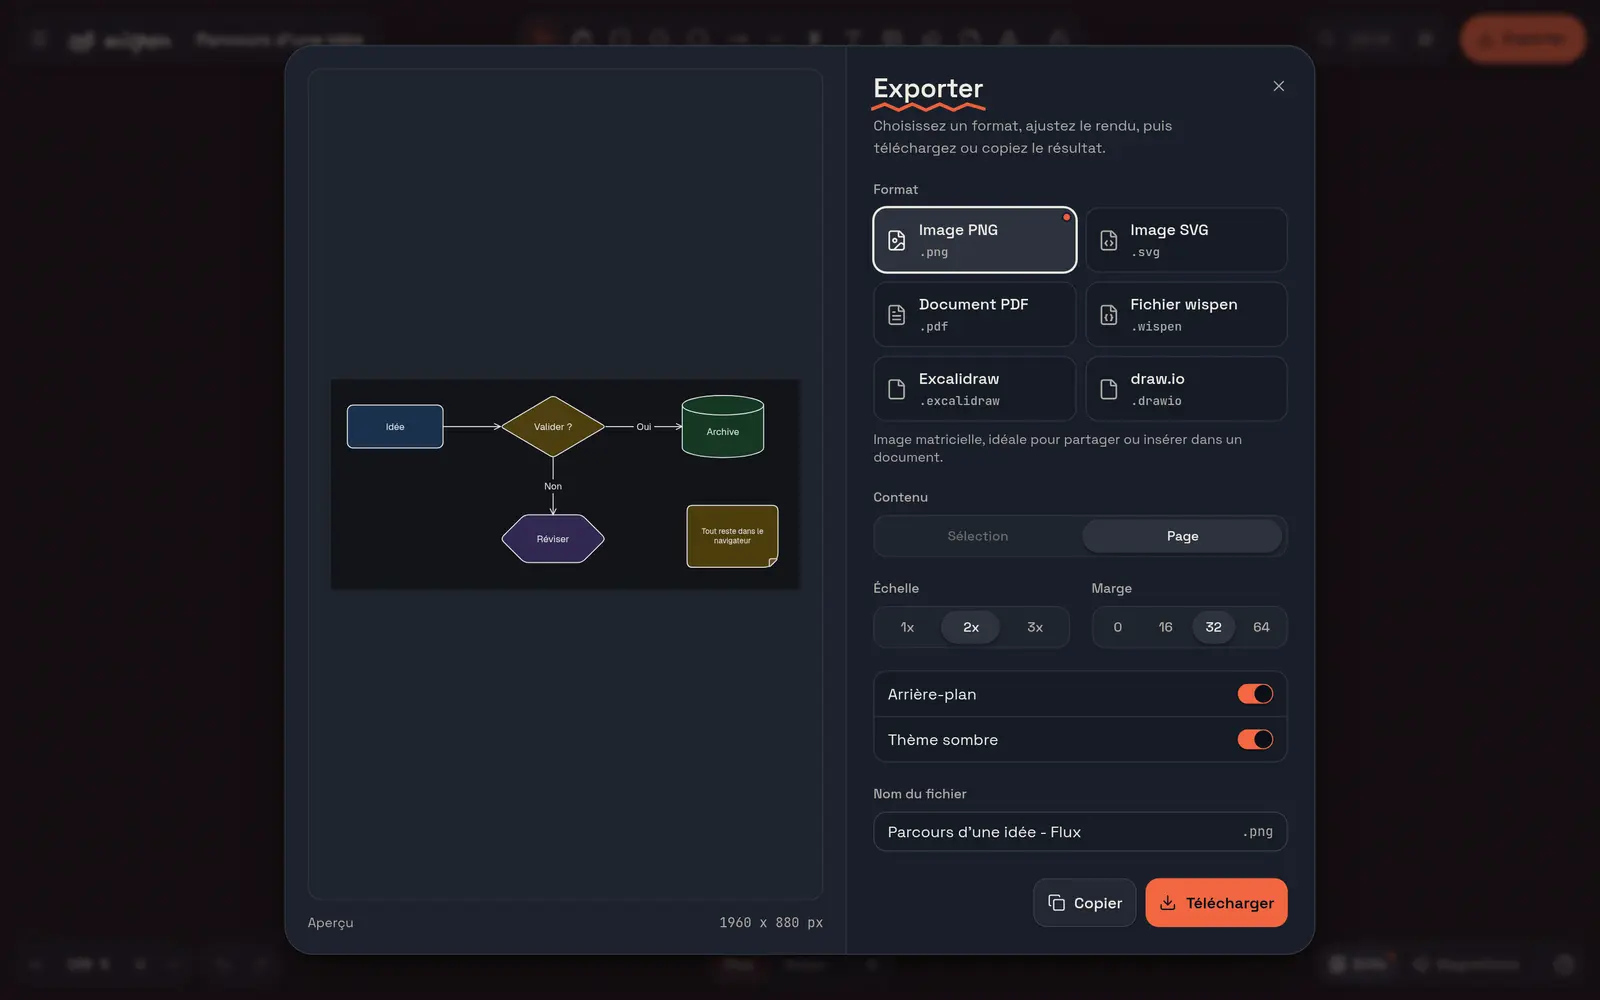 Parcours d'une idée
Idée
Valider ?
Oui
Archive
Non
Réviser
Tout reste dans le
navigateur
Aperçu
1960 x 880 px
Exporter
Choisissez un format, ajustez le rendu, puis
téléchargez ou copiez le résultat.
Format
Image PNG
.png
Image SVG
.svg
Document PDF
.pdf
Fichier wispen
.wispen
Excalidraw
.excalidraw
draw.io
.drawio
Image matricielle, idéale pour partager ou insérer dans un
document.
Contenu
Sélection
Page
Échelle
Marge
1x
2x
3x
0
16
32
64
Arrière-plan
Thème sombre
Nom du fichier
Parcours d'une idée - Flux
.png
Copier
Télécharger